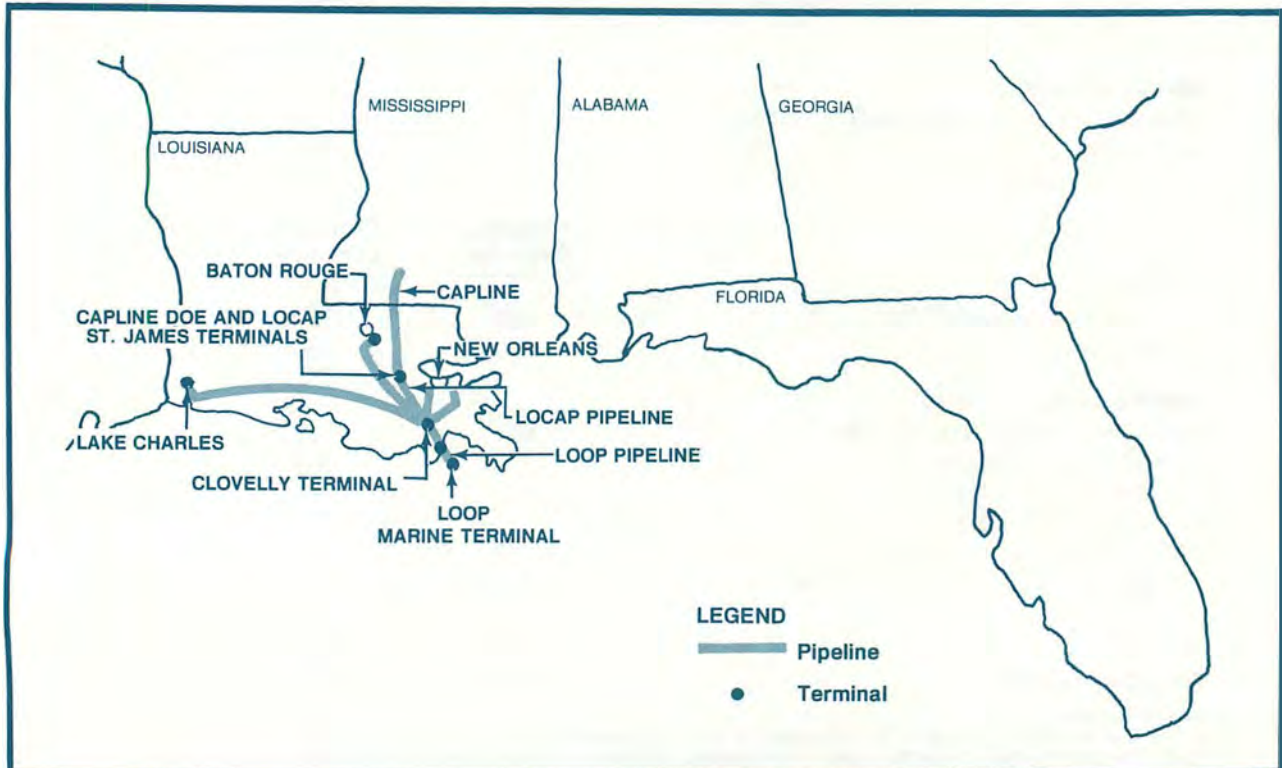 MISSISSIPPI
ALABAMA
GEORGIA
LOUISIANA
BATON ROUGE
CAPLINE
FLORIDA
CAPLINE DOE AND LOCAP
ST. JAMES TERMINALS
NEW ORLEANS
LOCAP PIPELINE
LAKE CHARLES
LOOP PIPELINE
CLOVELLY TERMINAL
LOOP
MARINE TERMINAL
LEGEND
Pipeline
Terminal